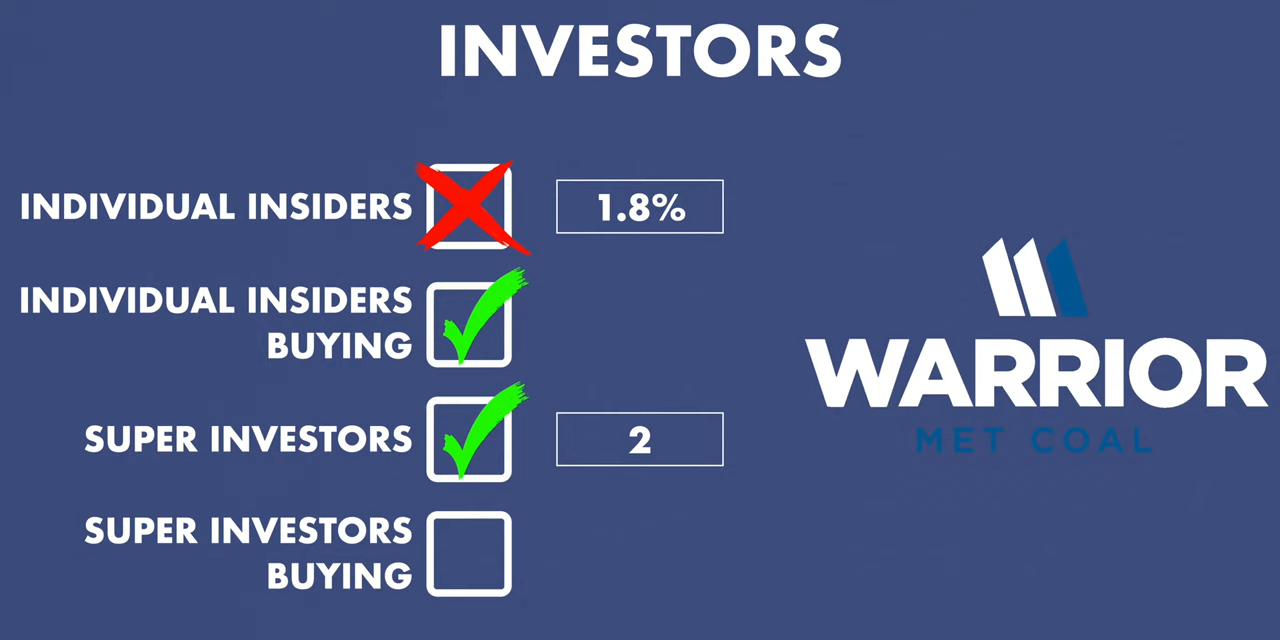 INVESTORS
INDIVIDUAL INSIDERS
1.8%
INDIVIDUAL INSIDERS
BUYING
SUPER INVESTORS
2
SUPER INVESTORS
BUYING
WARRIOR
MET COAL